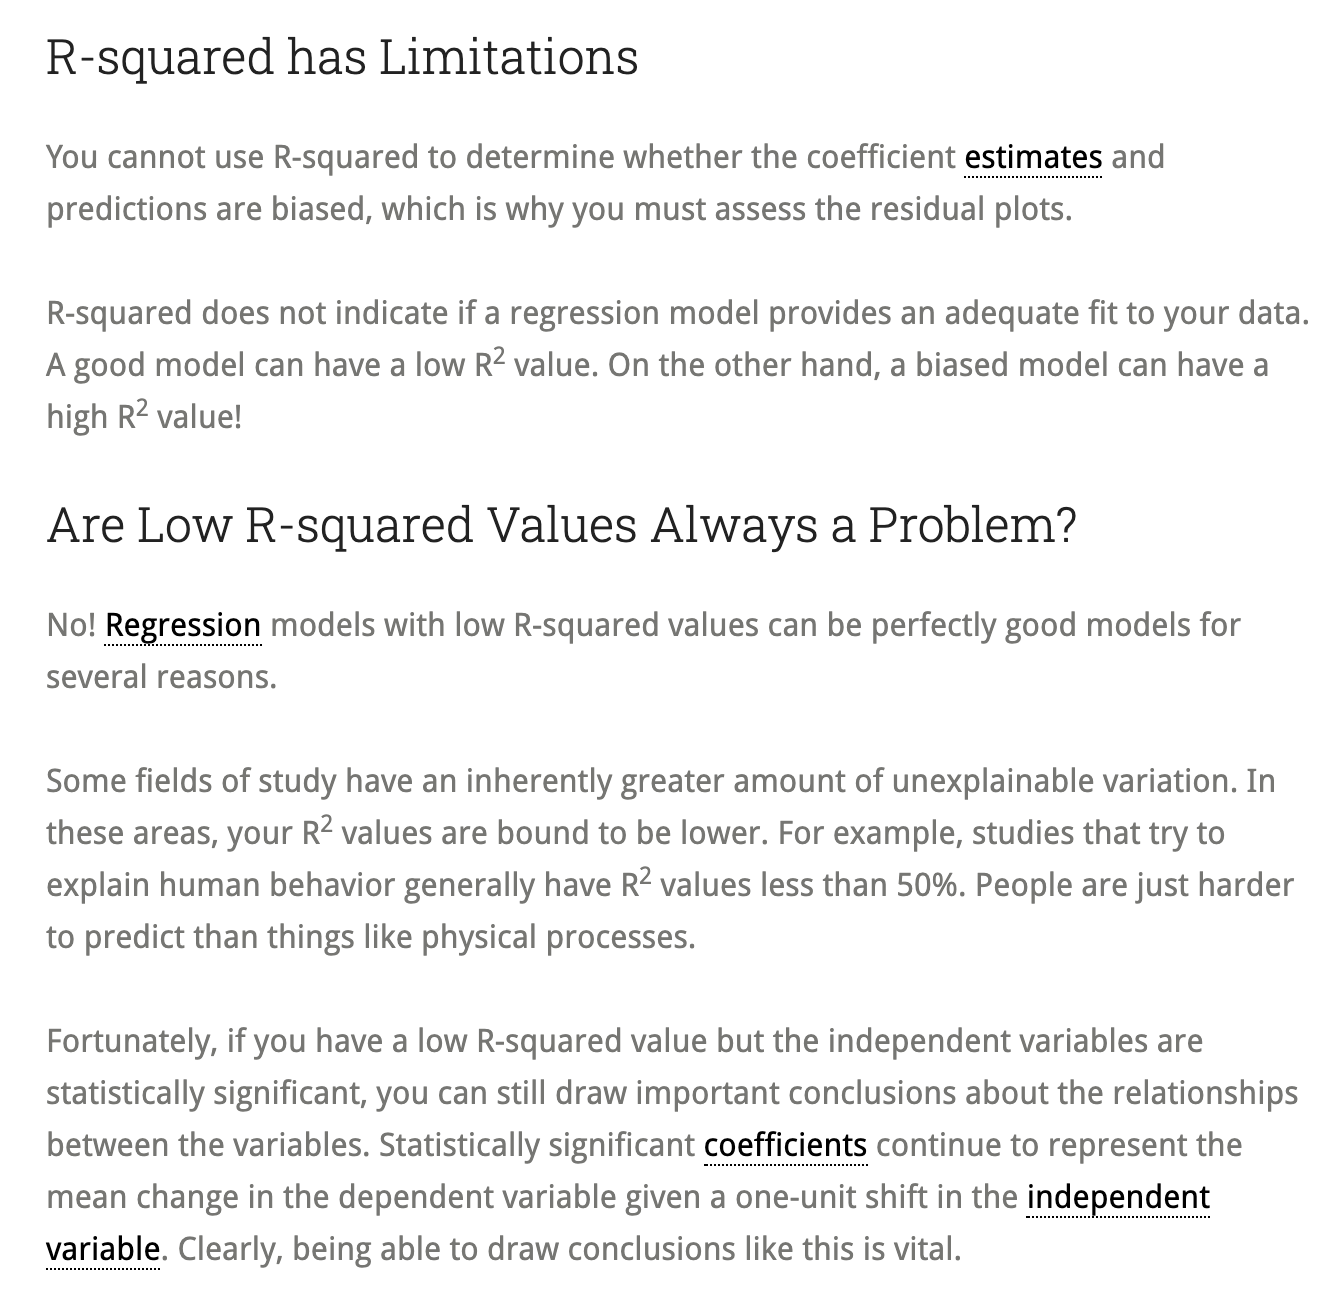 R-squared has Limitations
You cannot use R-squared to determine whether the coefficient estimates and
predictions are biased, which is why you must assess the residual plots.
R-squared does not indicate if a regression model provides an adequate fit to your data.
A good model can have a low R² value. On the other hand, a biased model can have a
high R² value!
Are Low R-squared Values Always a Problem?
No! Regression models with low R-squared values can be perfectly good models for
several reasons.
Some fields of study have an inherently greater amount of unexplainable variation. In
these areas, your R² values are bound to be lower. For example, studies that try to
explain human behavior generally have R² values less than 50%. People are just harder
to predict than things like physical processes.
Fortunately, if you have a low R-squared value but the independent variables are
statistically significant, you can still draw important conclusions about the relationships
between the variables. Statistically significant coefficients continue to represent the
mean change in the dependent variable given a one-unit shift in the independent
variable. Clearly, being able to draw conclusions like this is vital.